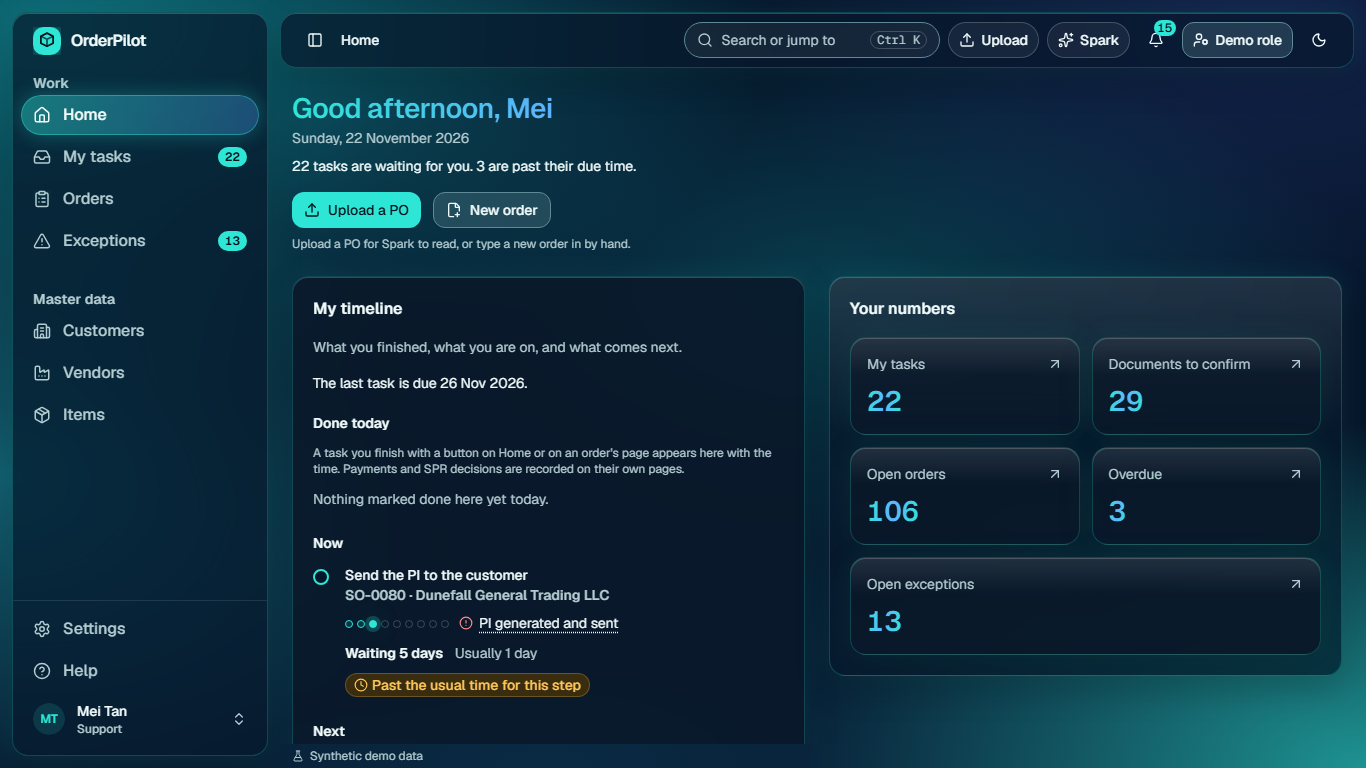 OrderPilot
Work
Home
My tasks 22
Orders
Exceptions 13
Master data
Customers
Vendors
Items
Settings
Help
MT Mei Tan
Support
Home
Search or jump to Ctrl K
Upload
Spark
15
Demo role
Good afternoon, Mei
Sunday, 22 November 2026
22 tasks are waiting for you. 3 are past their due time.
Upload a PO
New order
Upload a PO for Spark to read, or type a new order in by hand.
My timeline
What you finished, what you are on, and what comes next.
The last task is due 26 Nov 2026.
Done today
A task you finish with a button on Home or on an order's page appears here with the
time. Payments and SPR decisions are recorded on their own pages.
Nothing marked done here yet today.
Now
Send the PI to the customer
SO-0080 · Dunefall General Trading LLC
PI generated and sent
Waiting 5 days Usually 1 day
Past the usual time for this step
Next
Your numbers
My tasks
22
Documents to confirm
29
Open orders
106
Overdue
3
Open exceptions
13
Synthetic demo data